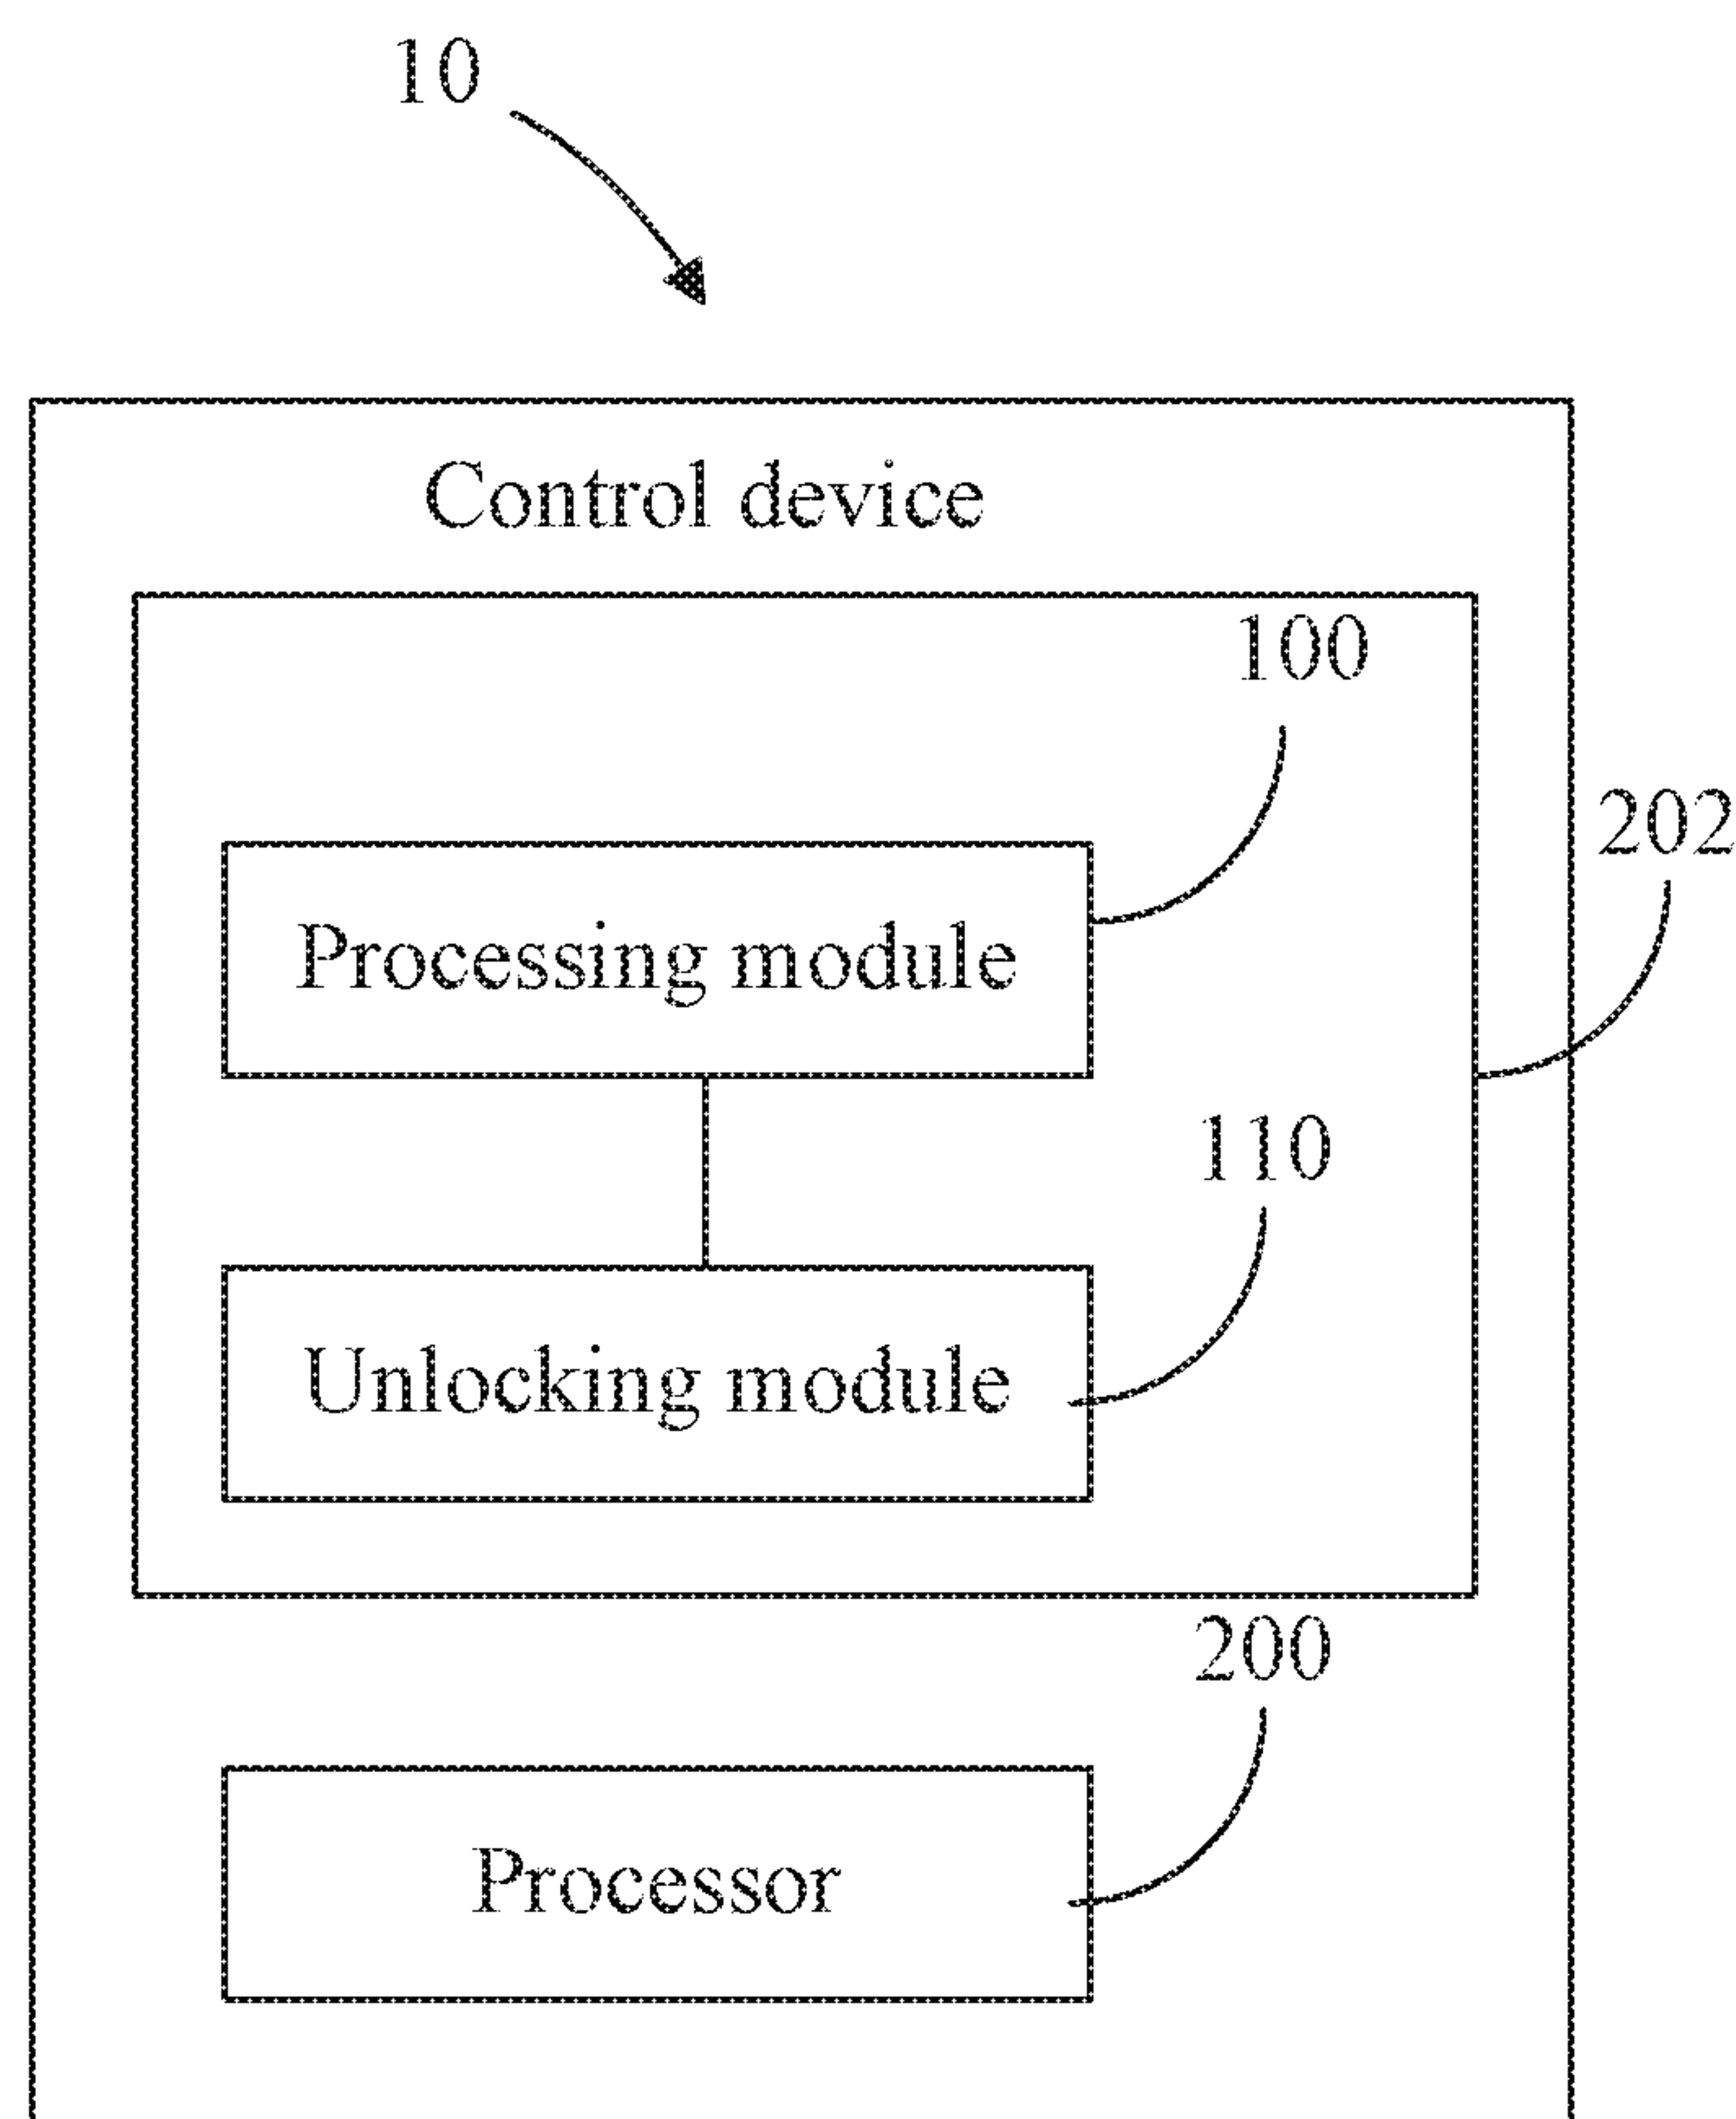 10
Control device
100
202
Processing module
110
Unlocking module
200
Processor